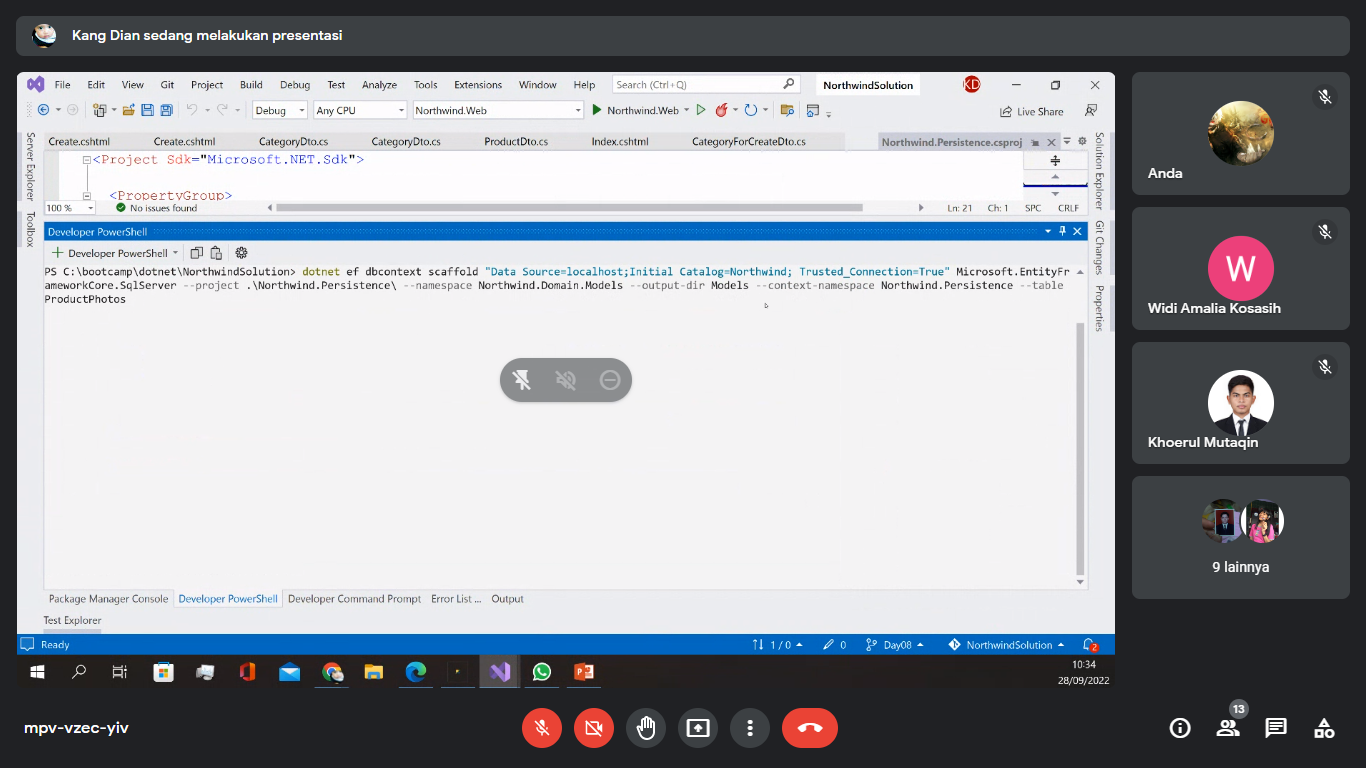 Kang Dian sedang melakukan presentasi
File Edit View Git Project Build Debug Test Analyze Tools Extensions Window Help Search (Ctrl+Q) NorthwindSolution KD
Debug Any CPU Northwind.Web Northwind.Web Live Share
Create.cshtml Create.cshtml CategoryDto.cs CategoryDto.cs ProductDto.cs Index.cshtml CategoryForCreateDto.cs Northwind.Persistence.csproj
Server Explorer
Toolbox
<Project Sdk="Microsoft.NET.Sdk">
<PropertyGroup>
100 % No issues found Ln: 21 Ch: 1 SPC CRLF
Developer PowerShell
Developer PowerShell
PS C:\bootcamp\dotnet\NorthwindSolution> dotnet ef dbcontext scaffold "Data Source=localhost;Initial Catalog=Northwind; Trusted_Connection=True" Microsoft.EntityFr
ameworkCore.SqlServer --project .\Northwind.Persistence\ --namespace Northwind.Domain.Models --output-dir Models --context-namespace Northwind.Persistence --table
ProductPhotos
Solution Explorer
Git Changes
Properties
Package Manager Console Developer PowerShell Developer Command Prompt Error List ... Output
Test Explorer
Ready 1 / 0 0 Day08 NorthwindSolution 2
10:34
28/09/2022
Anda
W
Widi Amalia Kosasih
Khoerul Mutaqin
9 lainnya
mpv-vzec-yiv
13